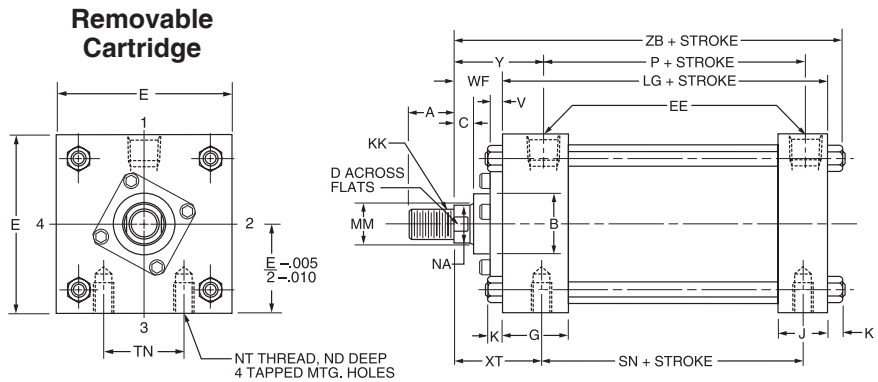 Removable
Cartridge
E
1
E
4
2
E -.005
2 -.010
3
TN
NT THREAD, ND DEEP
4 TAPPED MTG. HOLES
ZB + STROKE
Y
P + STROKE
WF
LG + STROKE
V
A
C
EE
KK
D ACROSS
FLATS
MM
B
NA
K
G
J
K
XT
SN + STROKE